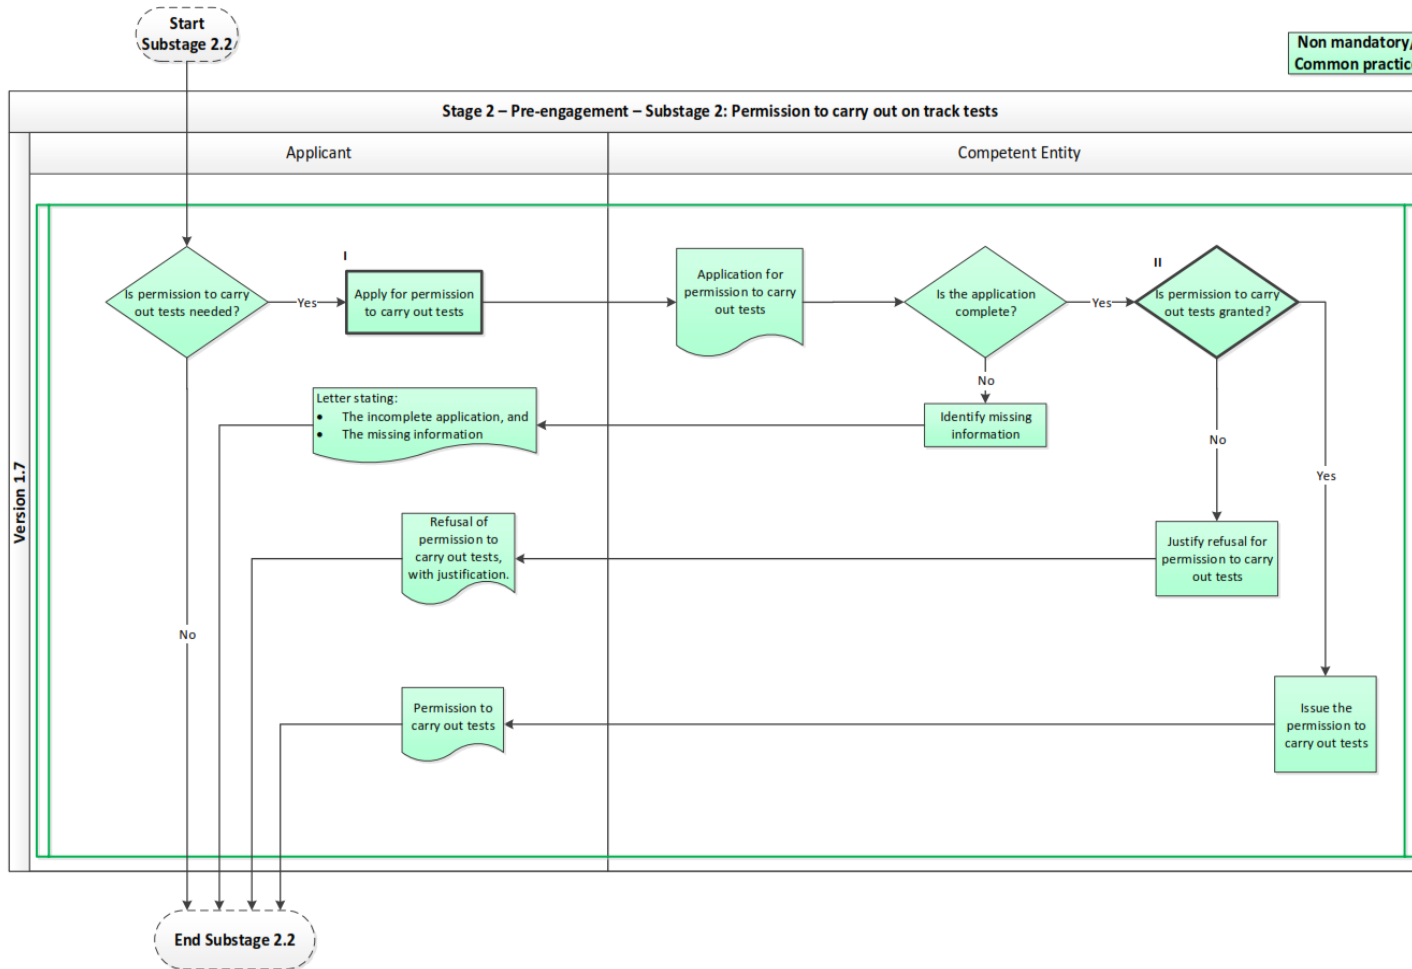 Start
Substage 2.2
Non mandatory/
Common practice
Stage 2 – Pre-engagement – Substage 2: Permission to carry out on track tests
Applicant
Competent Entity
Version 1.7
Is permission to carry
out tests needed?
Yes
I
Apply for permission
to carry out tests
Application for
permission to carry
out tests
Is the application
complete?
Yes
II
Is permission to carry
out tests granted?
No
Letter stating:
• The incomplete application, and
• The missing information
Identify missing
information
No
Yes
Refusal of
permission to
carry out tests,
with justification.
Justify refusal for
permission to carry
out tests
No
Permission to
carry out tests
Issue the
permission to
carry out tests
End Substage 2.2